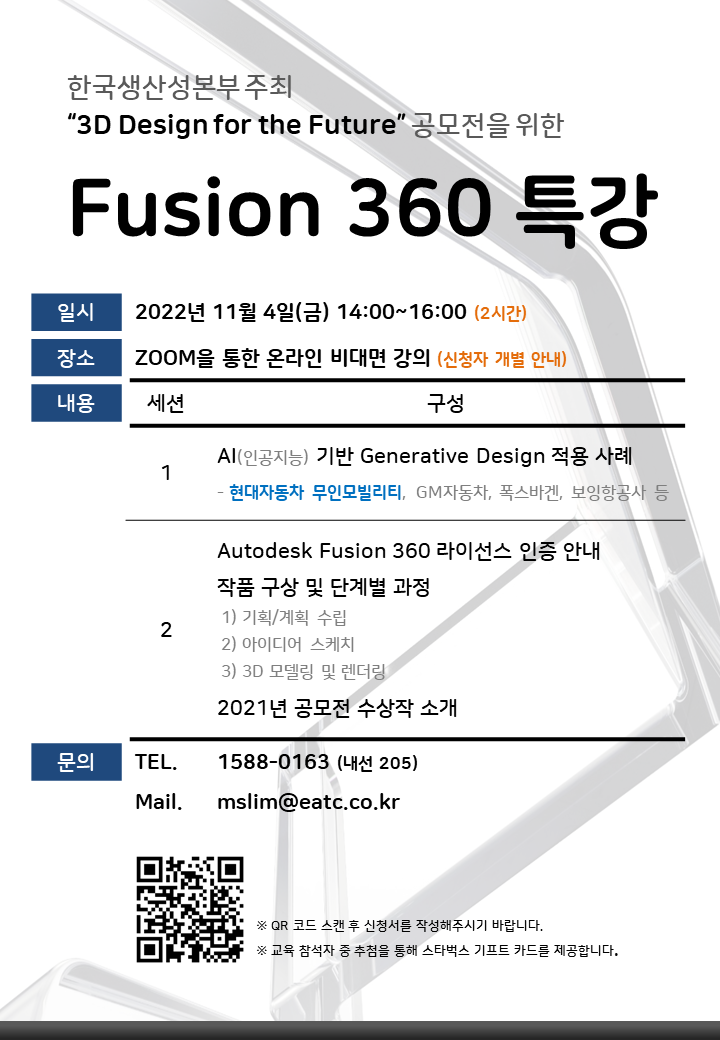 한국생산성본부 주최
“3D Design for the Future” 공모전을 위한
Fusion 360 특강
일시 2022년 11월 4일(금) 14:00~16:00 (2시간)
장소 ZOOM을 통한 온라인 비대면 강의 (신청자 개별 안내)
내용 세션 구성
1 AI(인공지능) 기반 Generative Design 적용 사례
- 현대자동차 무인모빌리티, GM자동차, 폭스바겐, 보잉항공사 등
2 Autodesk Fusion 360 라이선스 인증 안내
작품 구상 및 단계별 과정
1) 기획/계획 수립
2) 아이디어 스케치
3) 3D 모델링 및 렌더링
2021년 공모전 수상작 소개
문의 TEL. 1588-0163 (내선 205)
Mail. mslim@eatc.co.kr
※ QR 코드 스캔 후 신청서를 작성해주시기 바랍니다.
※ 교육 참석자 중 추첨을 통해 스타벅스 기프트 카드를 제공합니다.